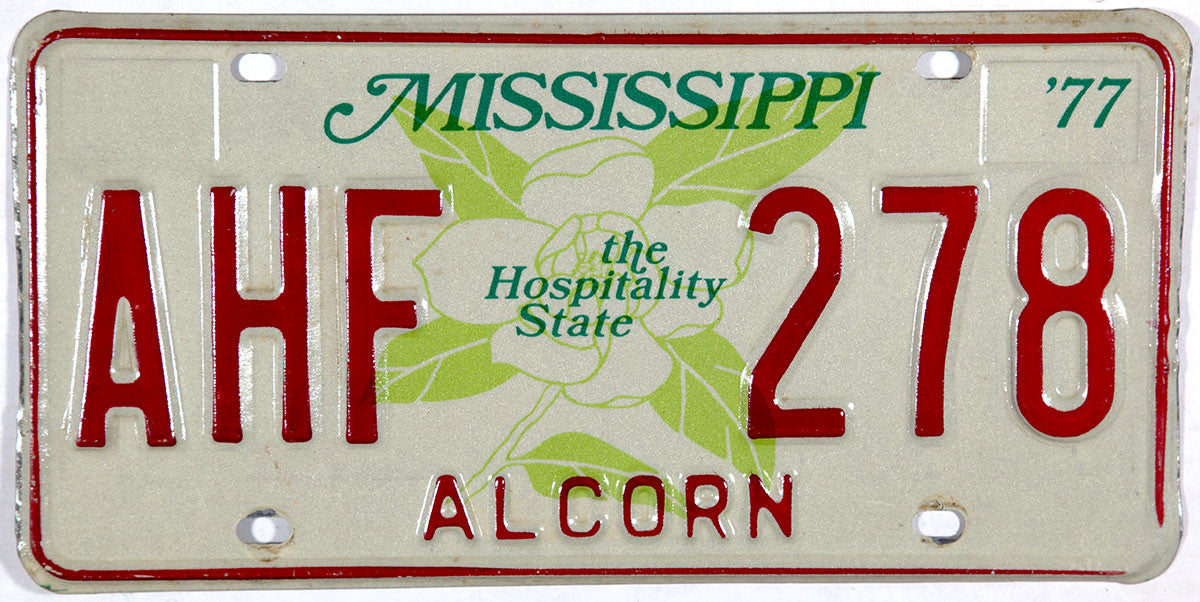 MISSISSIPPI '77
AHF 278
the
Hospitality
State
ALCORN